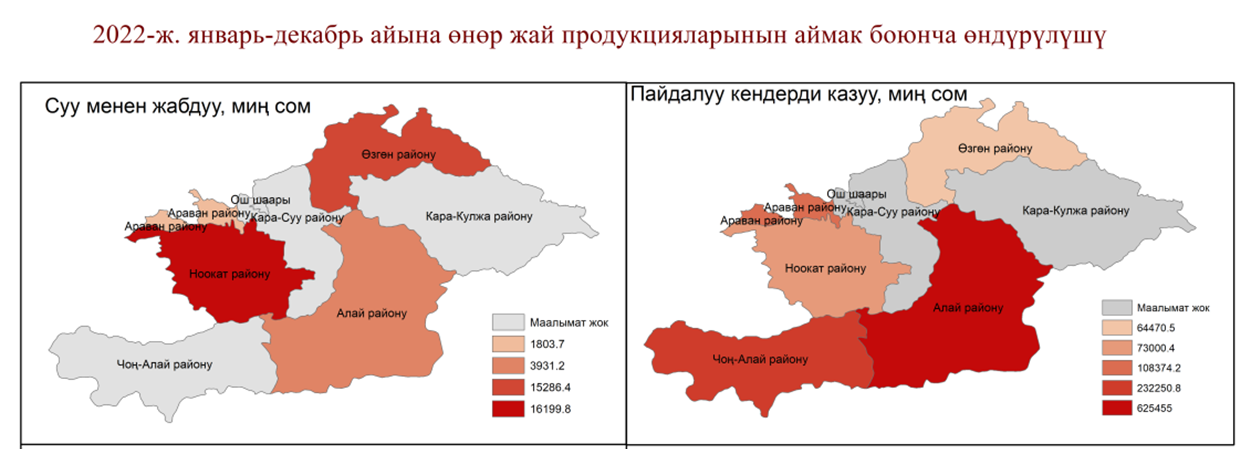 2022-ж. январь-декабрь айына өнөр жай продукцияларынын аймак боюнча өндүрүлүшү
Суу менен жабдуу, миң сом
Өзгөн району
Ош шаары
Араван району
Кара-Суу району
Кара-Кулжа району
Араван району
Ноокат району
Алай району
Чоң-Алай району
Маалымат жок
1803.7
3931.2
15286.4
16199.8
Пайдалуу кендерди казуу, миң сом
Өзгөн району
Ош шаары
Араван району
Кара-Суу району
Кара-Кулжа району
Араван району
Ноокат району
Алай району
Чоң-Алай району
Маалымат жок
64470.5
73000.4
108374.2
232250.8
625455